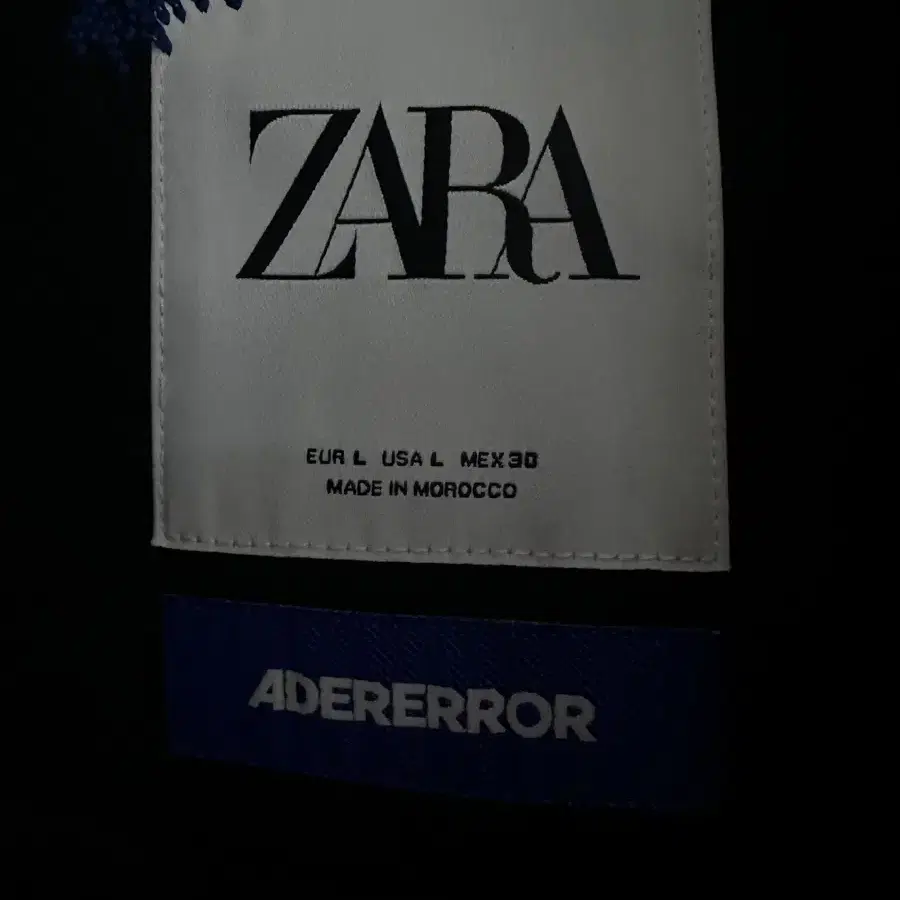 ZARA
EUR L USA L MEX 30
MADE IN MOROCCO
ADERERROR